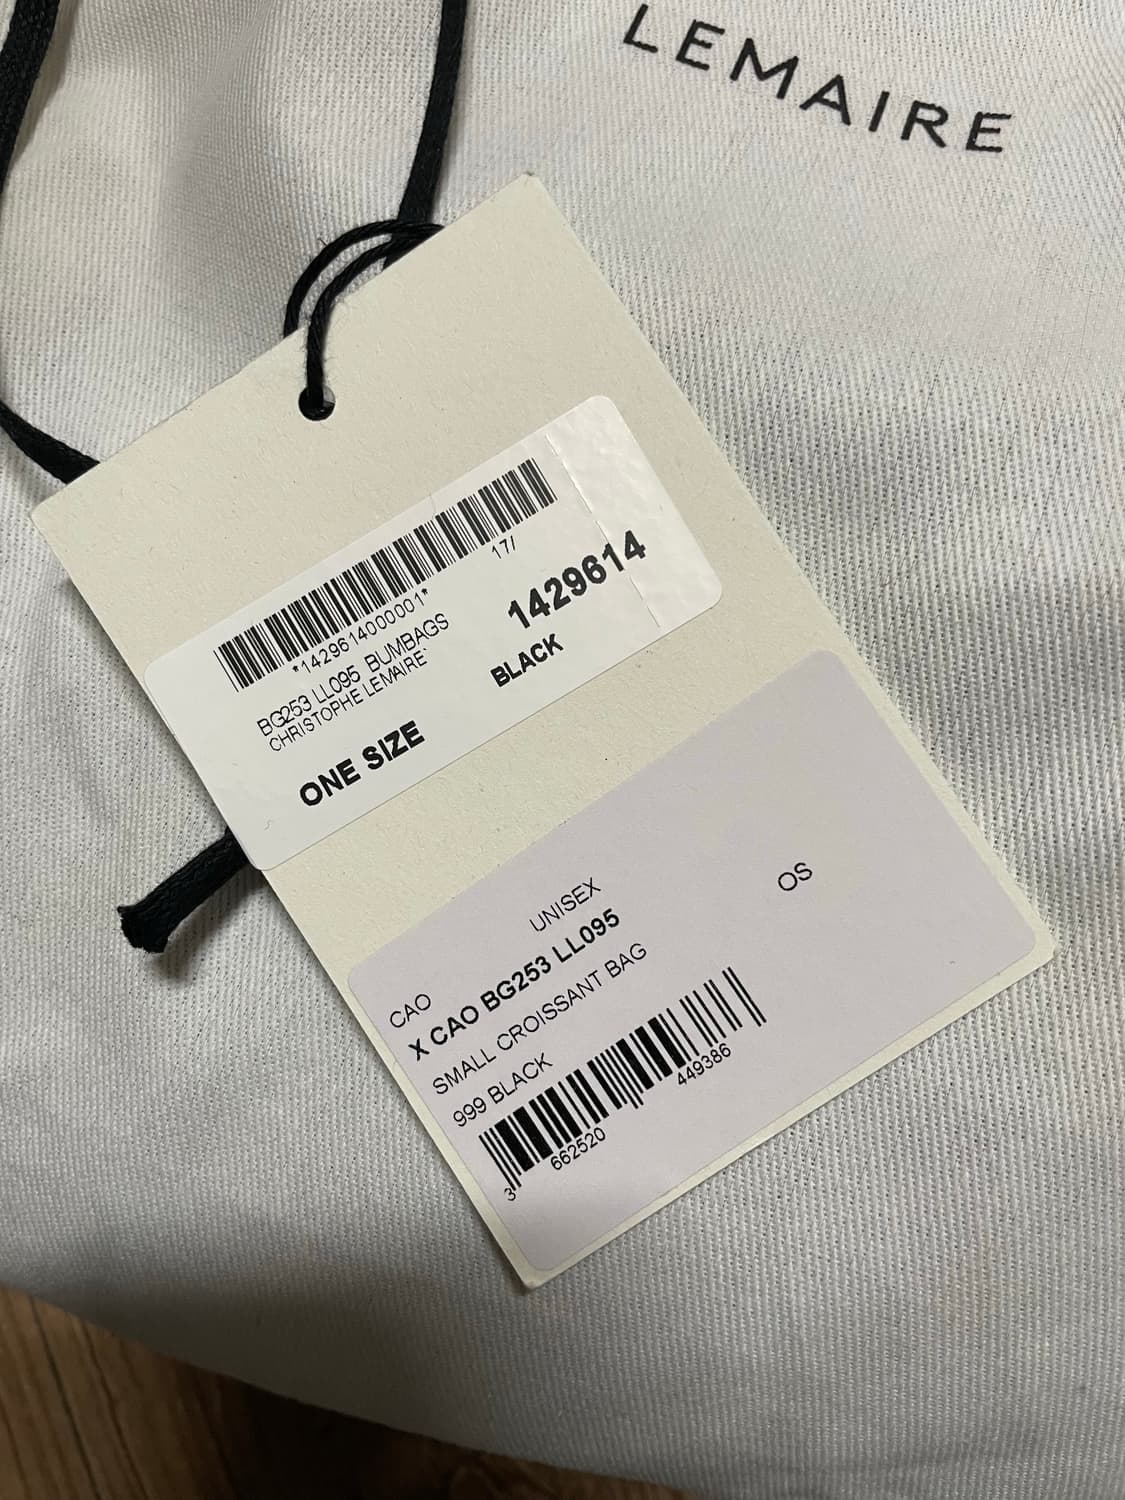 LEMAIRE
17/
*1429614000001*
1429614
BG253 LL095 BUMBAGS
BLACK
CHRISTOPHE LEMAIRE
ONE SIZE
UNISEX
OS
CAO
X CAO BG253 LL095
SMALL CROISSANT BAG
999 BLACK
3 662520 449386